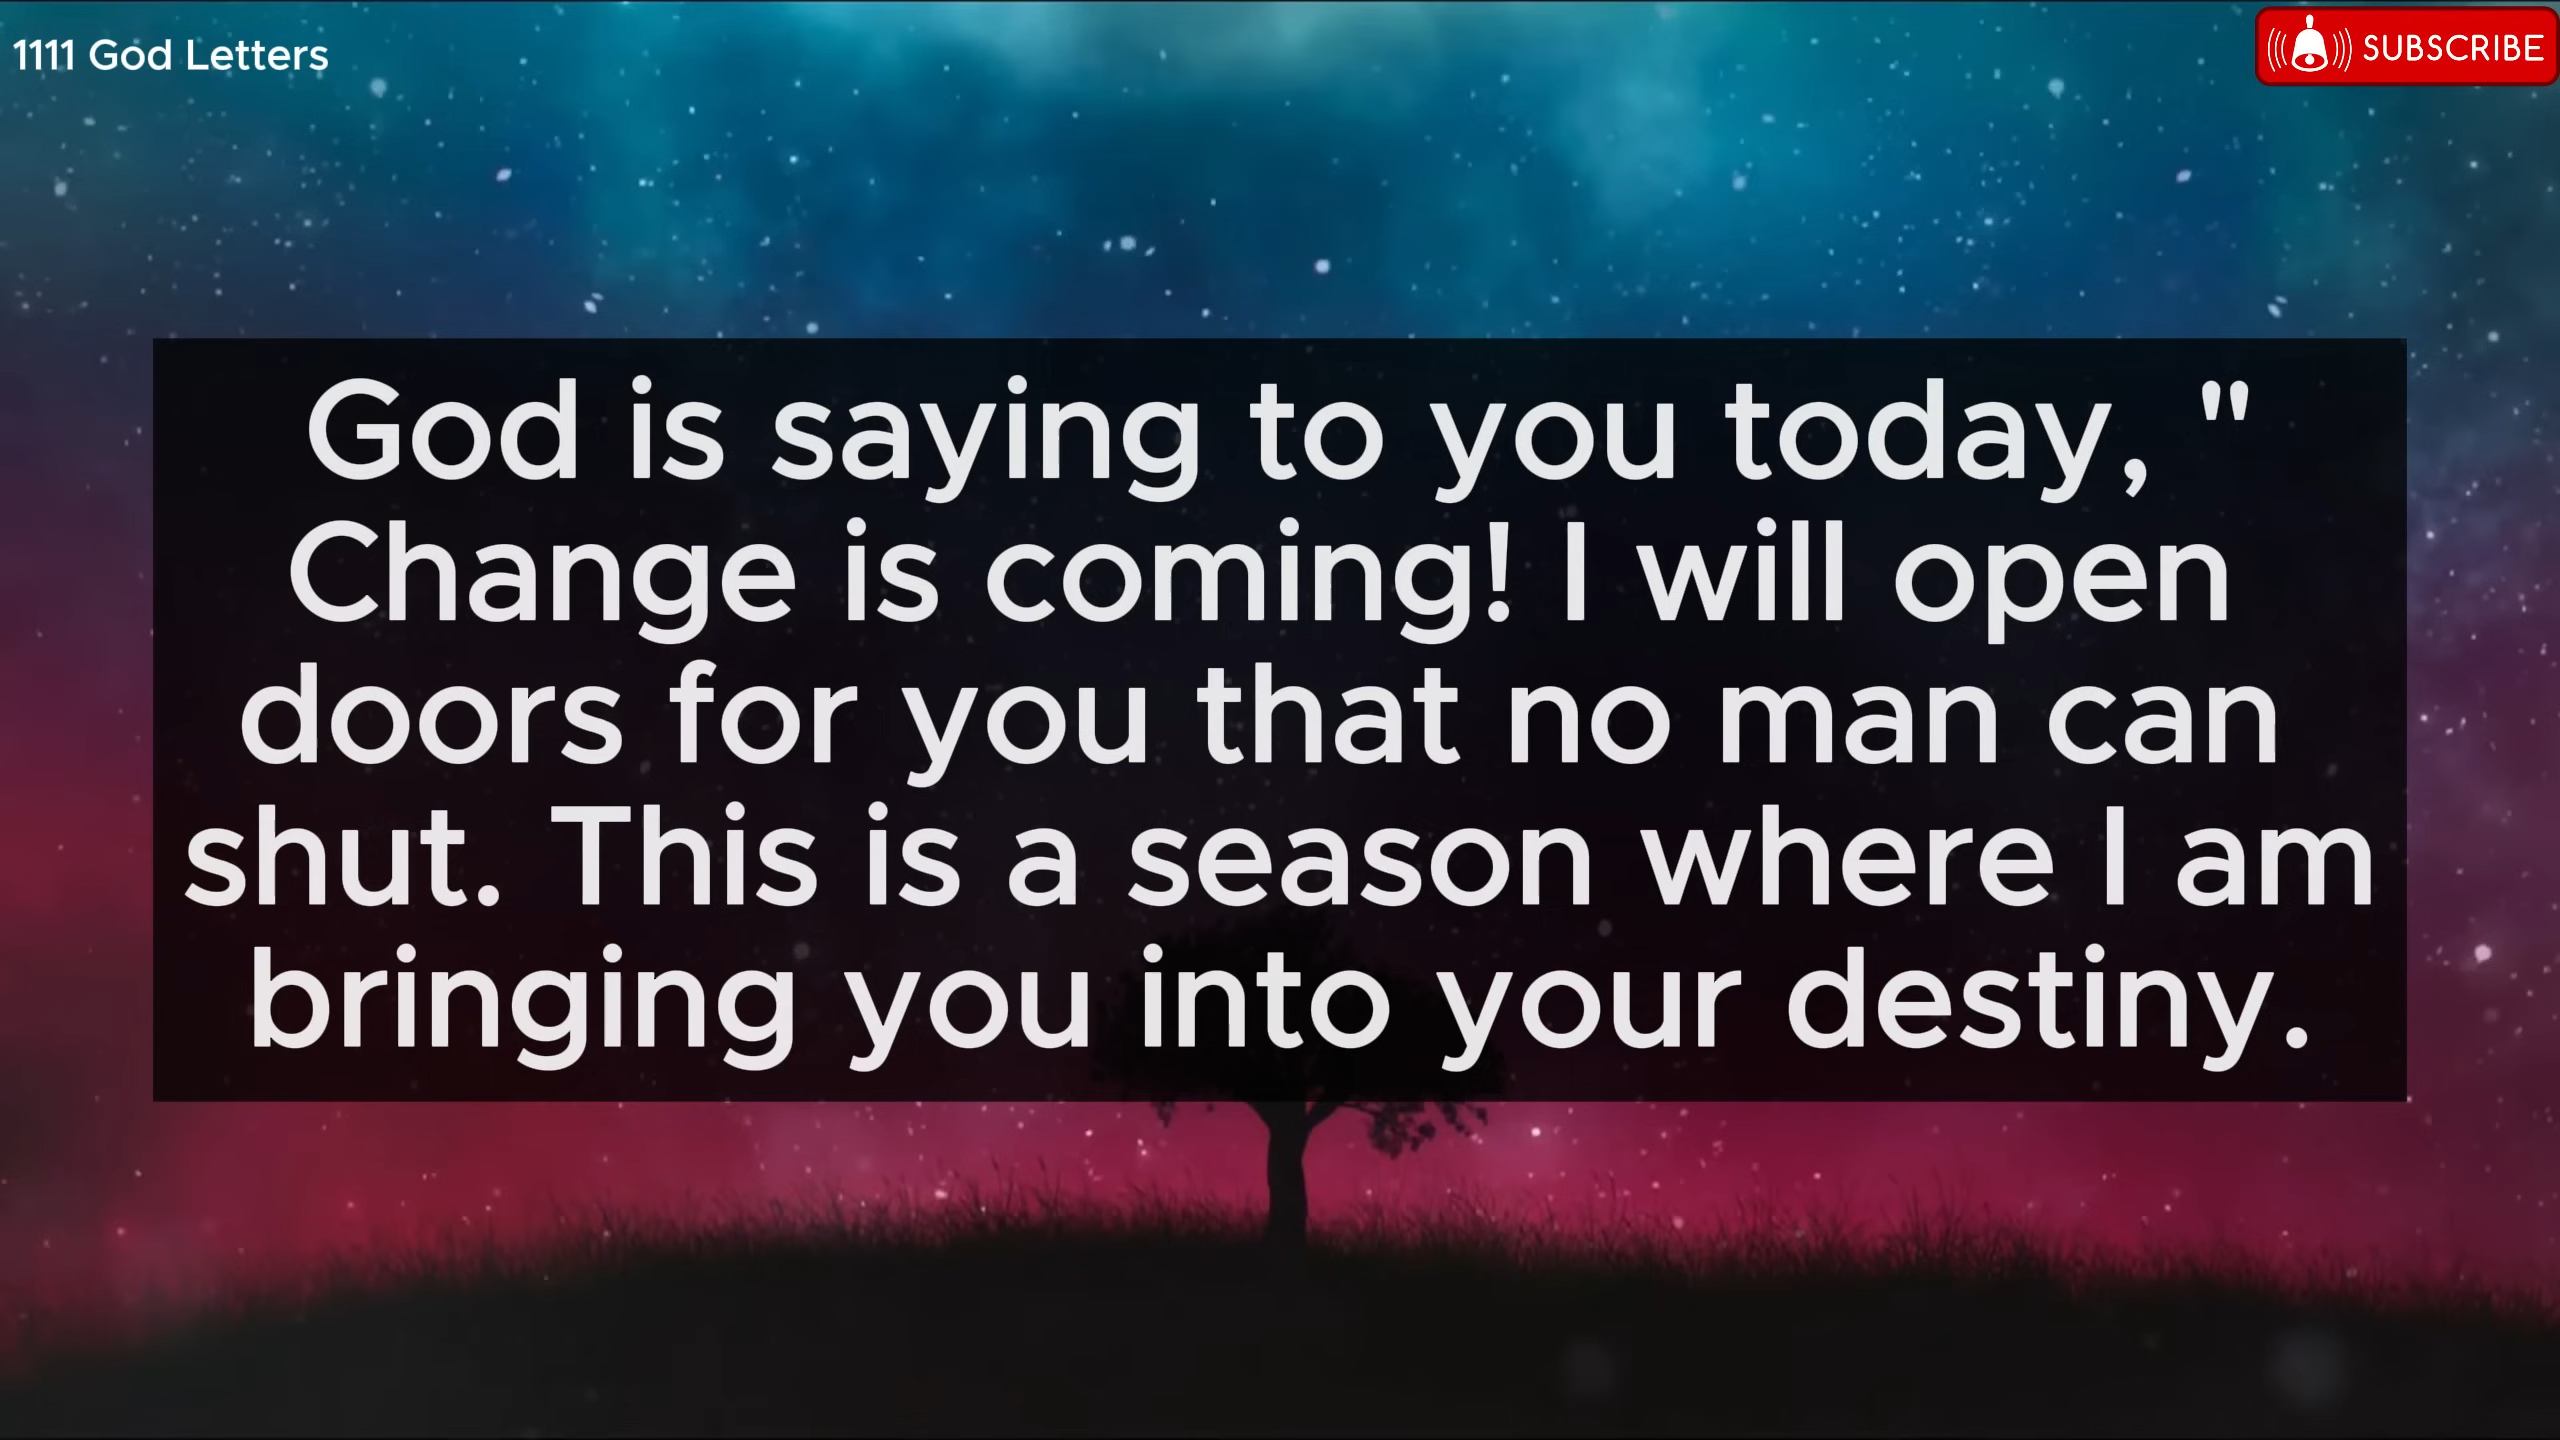 1111 God Letters
SUBSCRIBE
God is saying to you today, "
Change is coming! I will open
doors for you that no man can
shut. This is a season where I am
bringing you into your destiny.